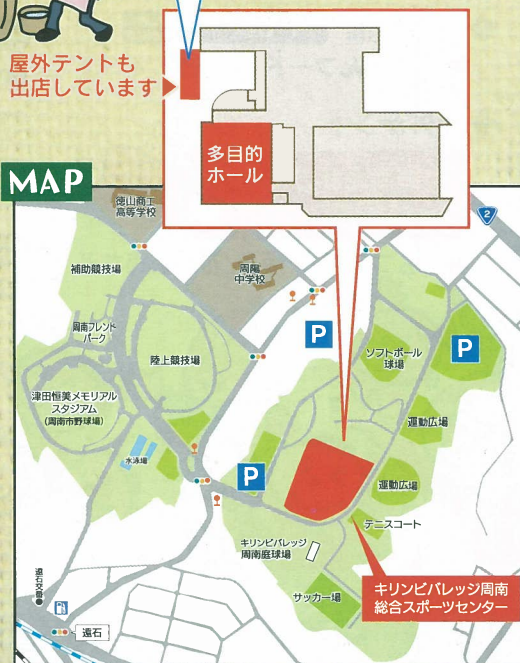 屋外テントも
出店しています
多目的
ホール
MAP
徳山商工
高等学校
2
補助競技場
周陽
中学校
周南フレンド
パーク
陸上競技場
P
ソフトボール
球場
P
津田恒美メモリアル
スタジアム
(周南市野球場)
運動広場
水泳場
P
運動広場
テニスコート
キリンビバレッジ
周南庭球場
遠石交番
サッカー場
キリンビバレッジ周南
総合スポーツセンター
遠石